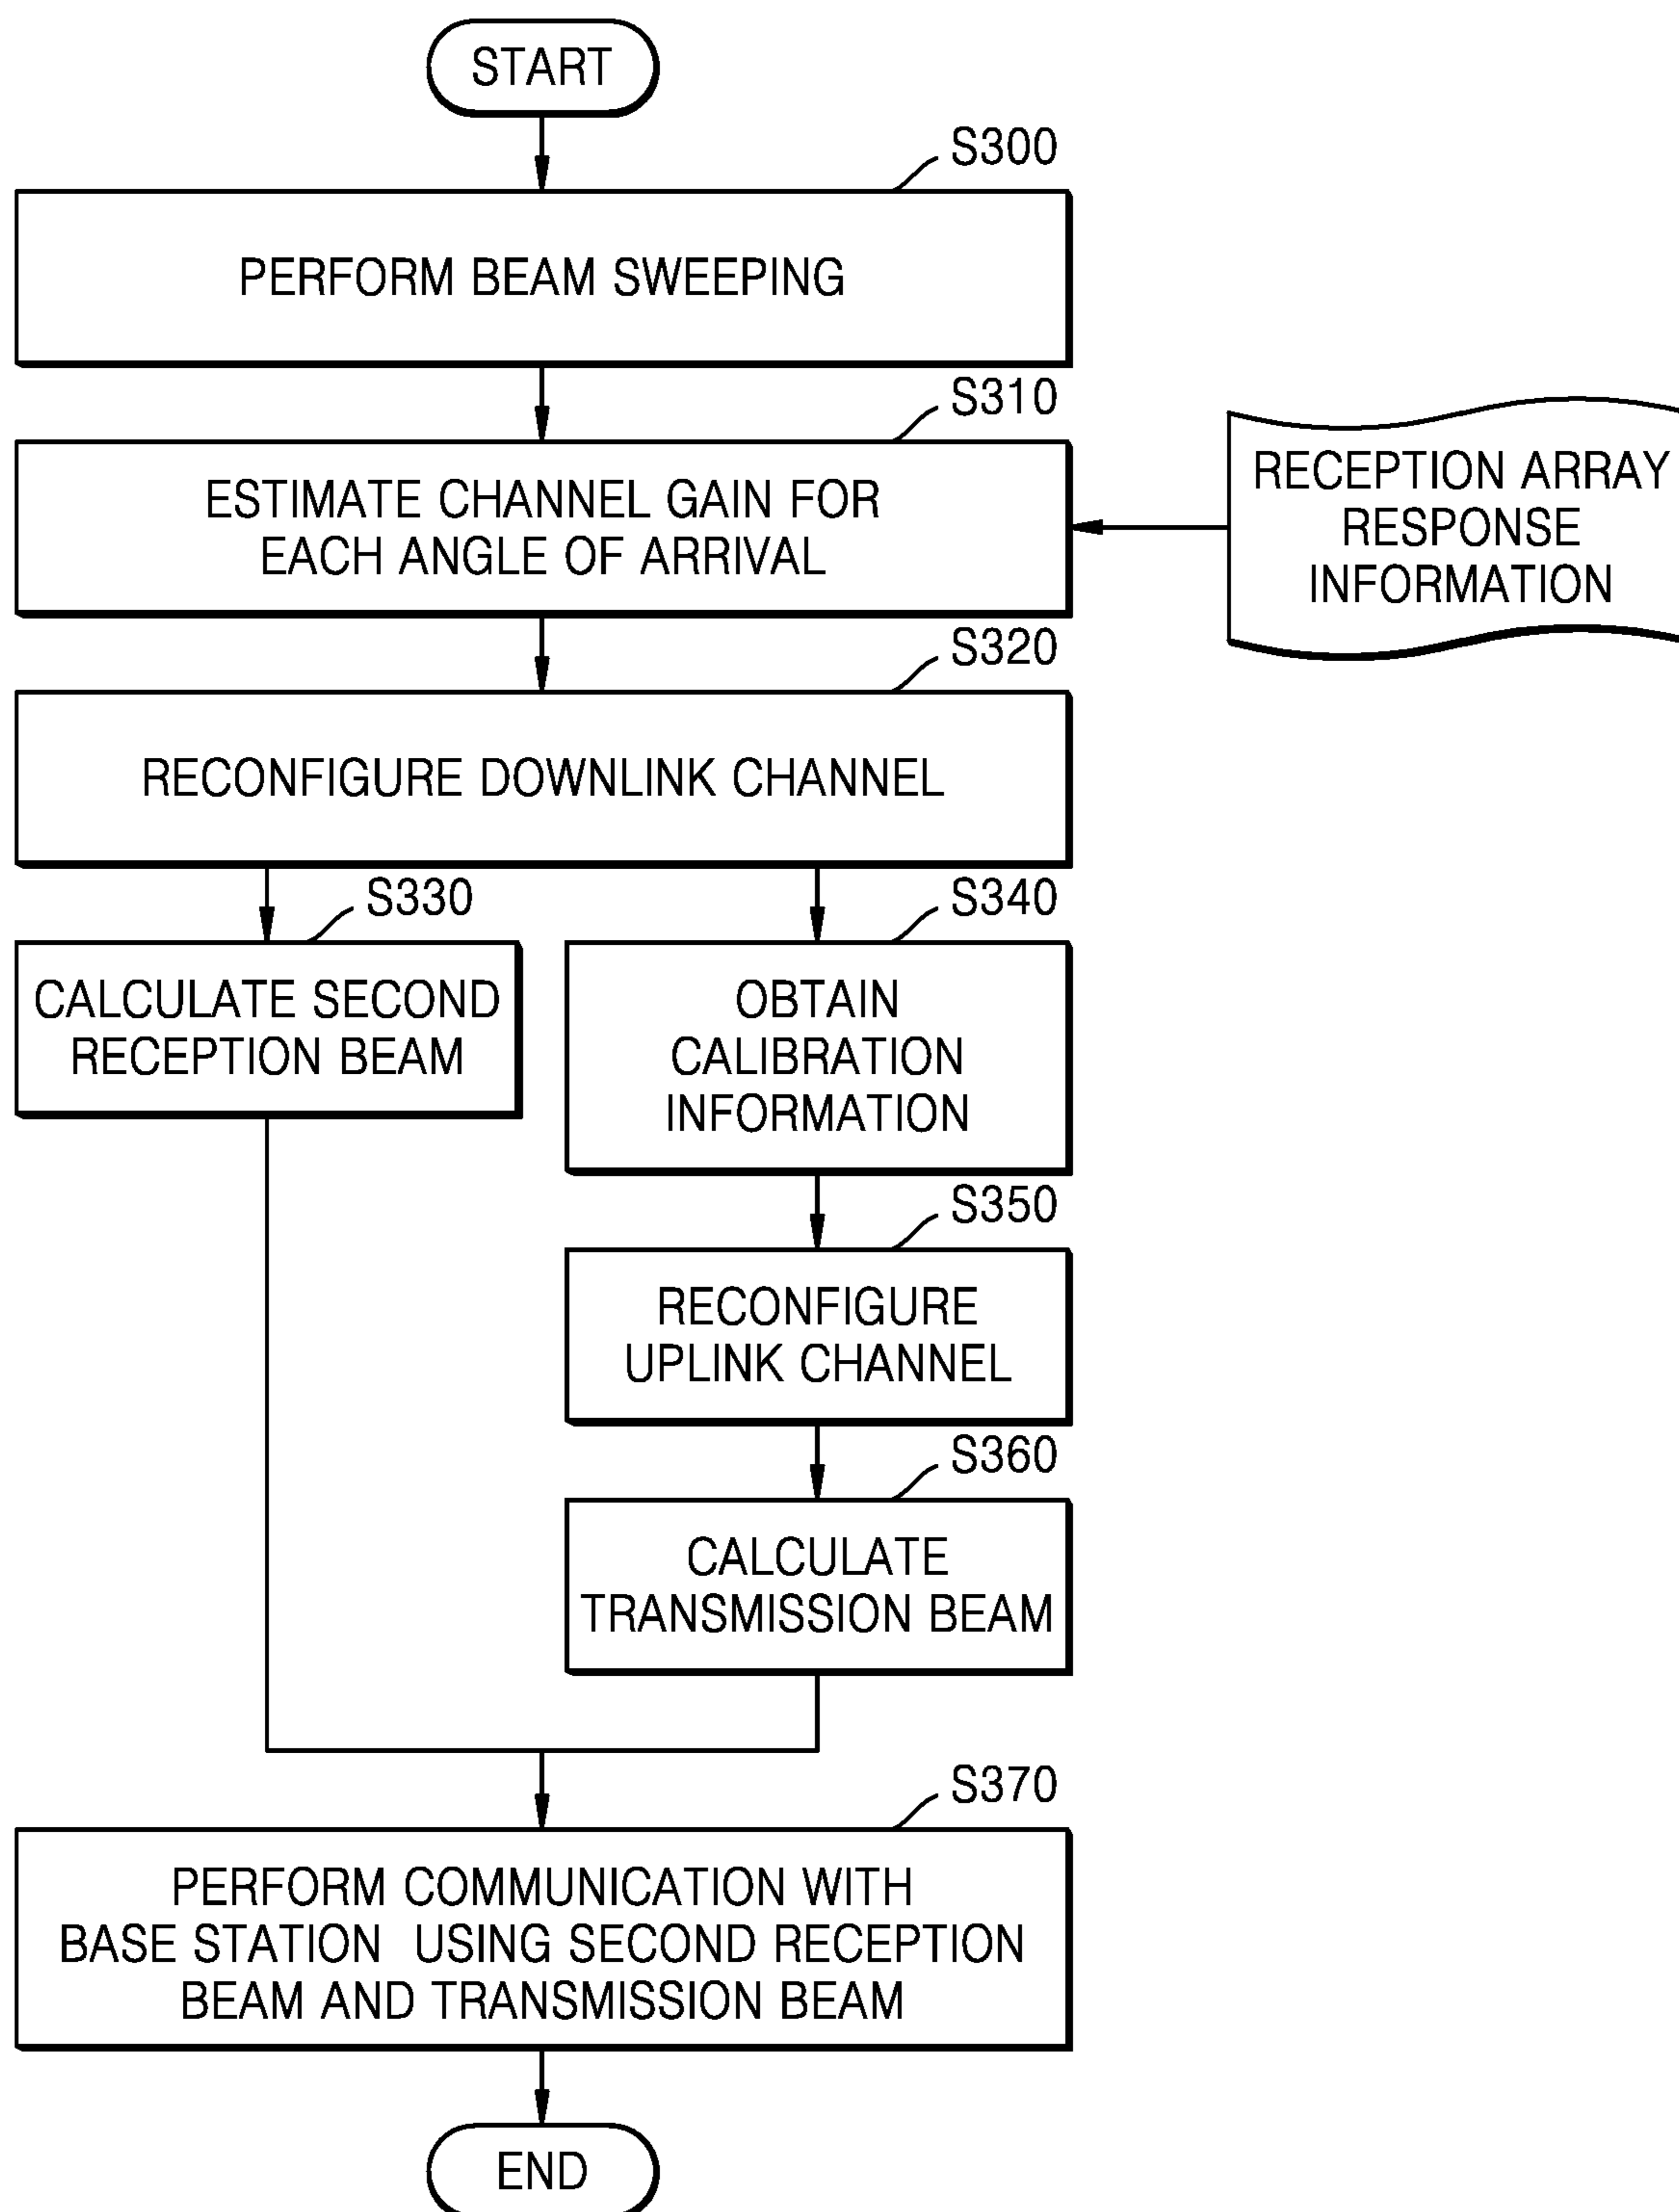 START
S300
PERFORM BEAM SWEEPING
S310
ESTIMATE CHANNEL GAIN FOR
EACH ANGLE OF ARRIVAL
RECEPTION ARRAY
RESPONSE
INFORMATION
S320
RECONFIGURE DOWNLINK CHANNEL
S330
CALCULATE SECOND
RECEPTION BEAM
S340
OBTAIN
CALIBRATION
INFORMATION
S350
RECONFIGURE
UPLINK CHANNEL
S360
CALCULATE
TRANSMISSION BEAM
S370
PERFORM COMMUNICATION WITH
BASE STATION USING SECOND RECEPTION
BEAM AND TRANSMISSION BEAM
END